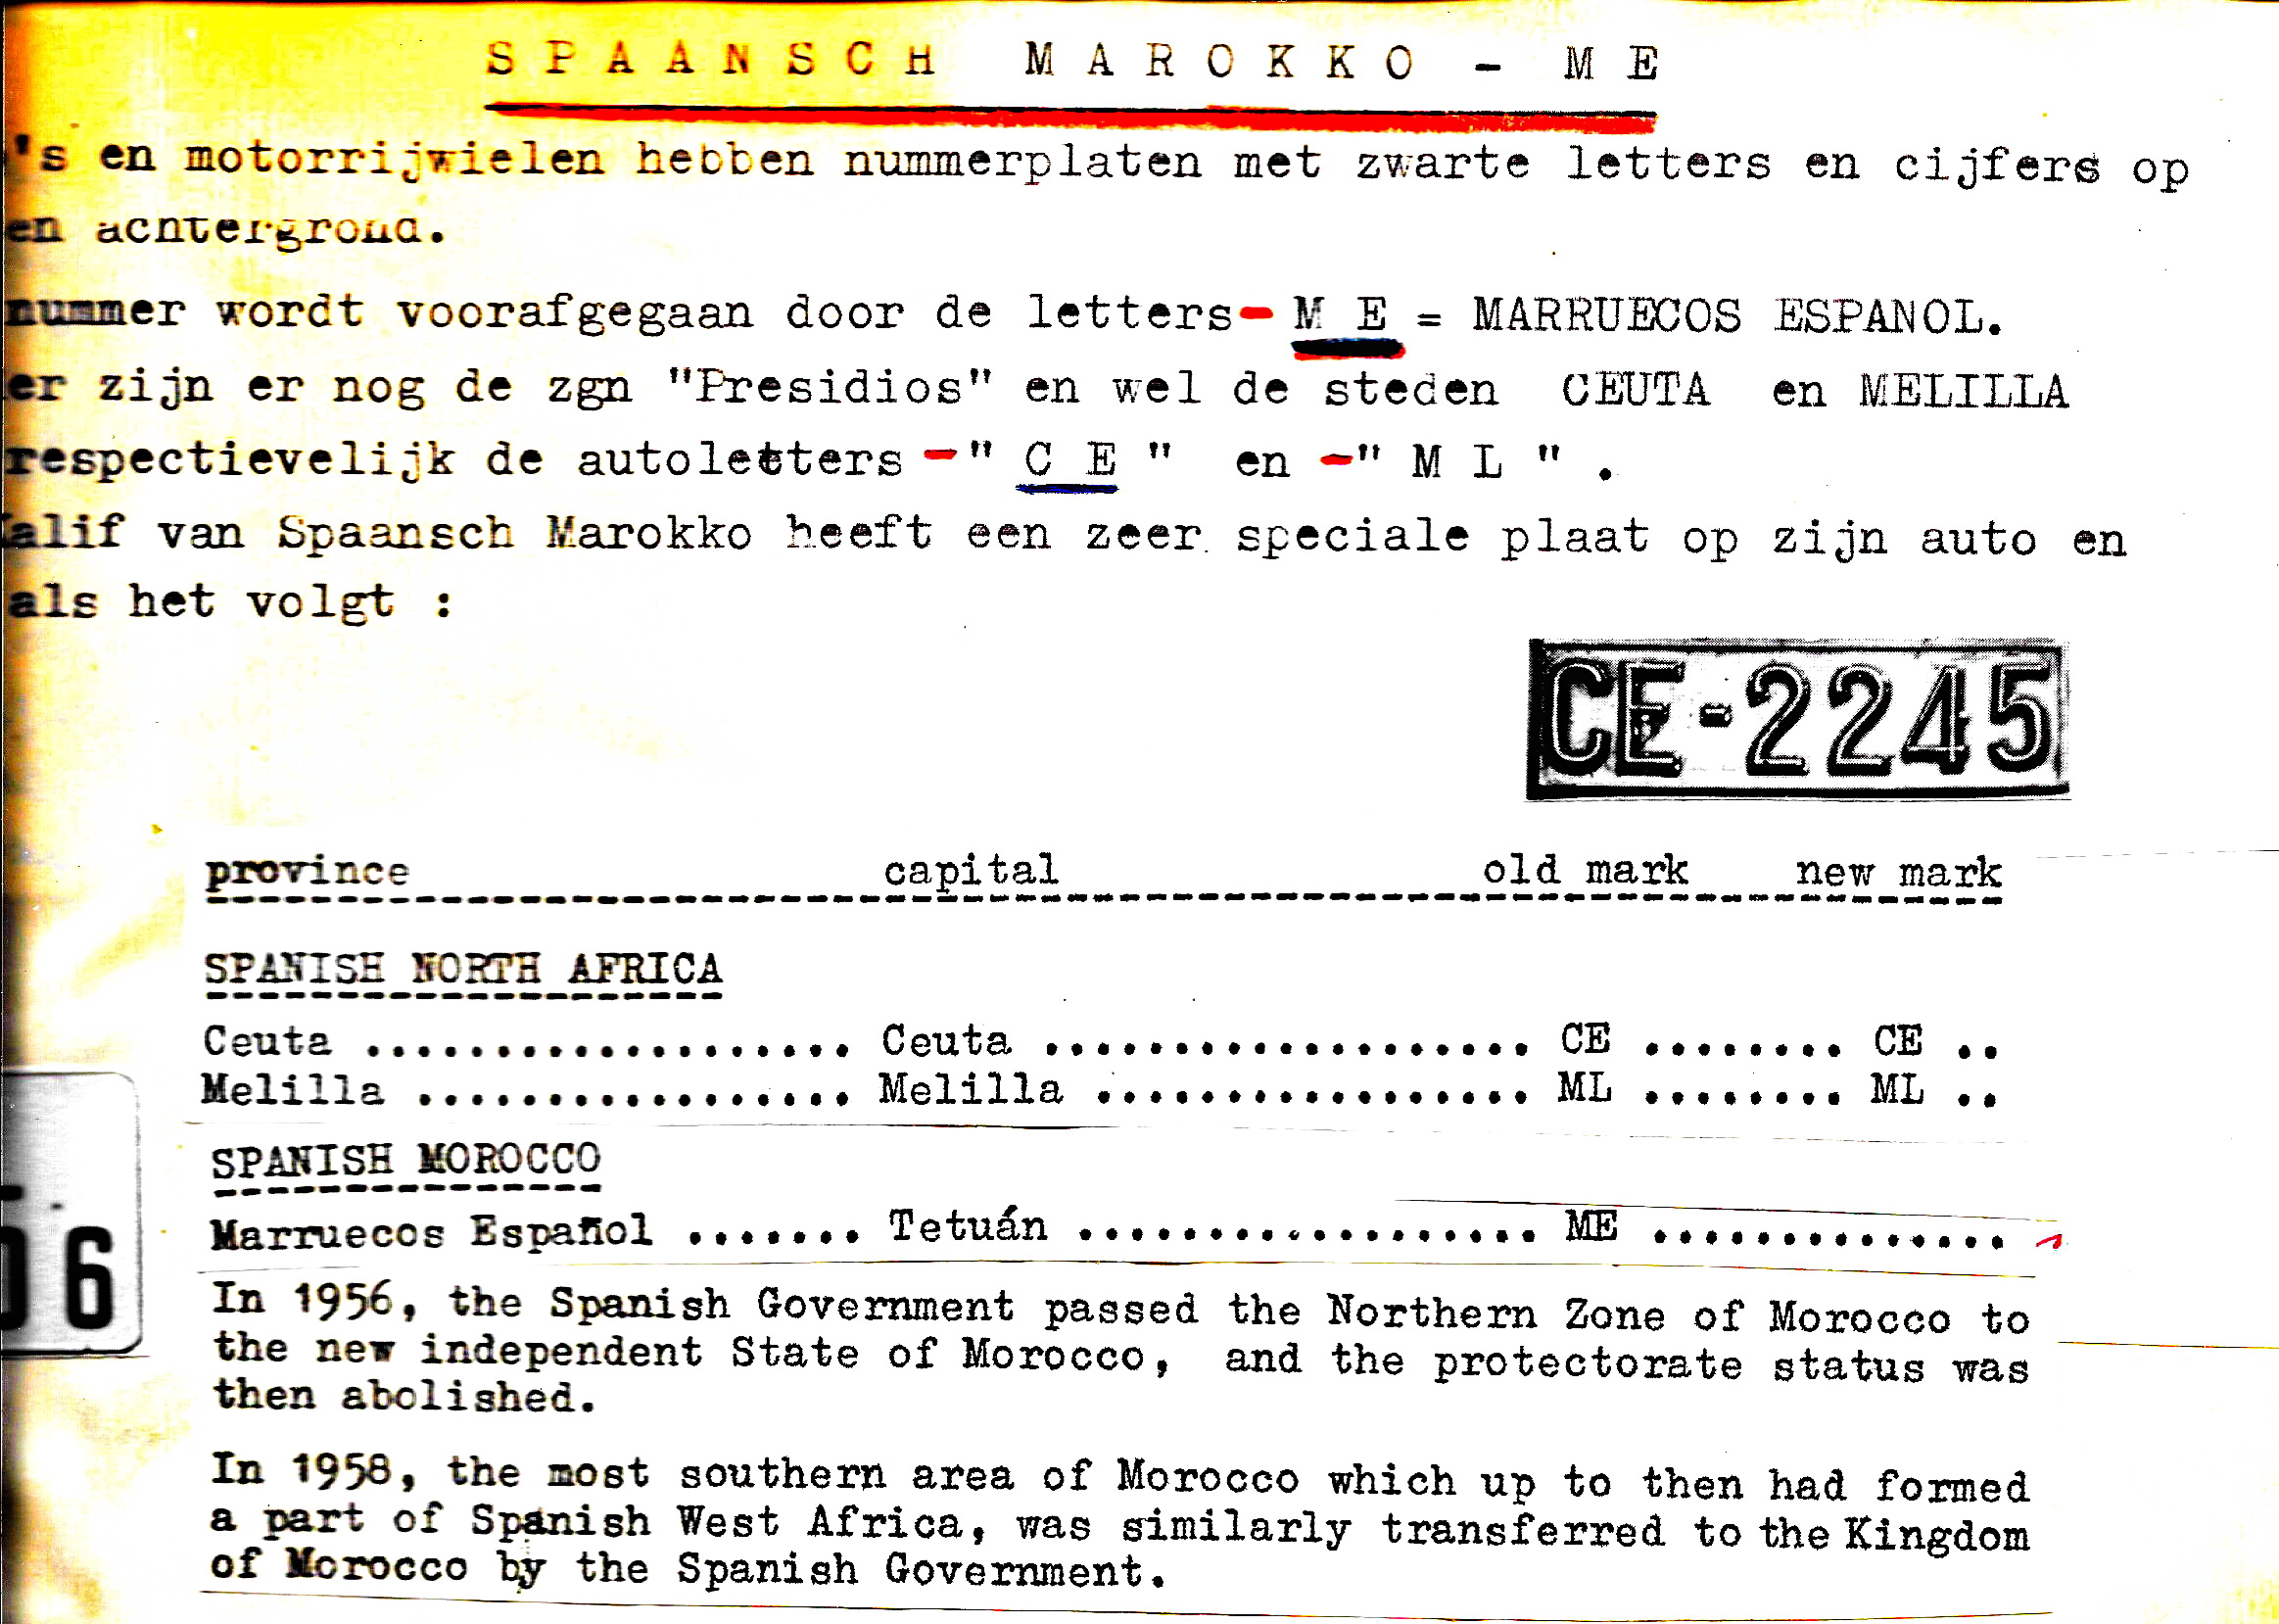 SPAANSCH MAROKKO - ME
's en motorrijwielen hebben nummerplaten met zwarte letters en cijfers op
en achtergrond.
nummer wordt voorafgegaan door de letters- M E = MARRUECOS ESPANOL.
er zijn er nog de zgn "Presidios" en wel de steden CEUTA en MELILLA
respectievelijk de autoletters -" C E " en -" M L " .
alif van Spaansch Marokko heeft een zeer speciale plaat op zijn auto en
als het volgt :
CE-2245
province capital old mark new mark
SPANISH NORTH AFRICA
Ceuta ................... Ceuta ................... CE ........ CE ..
Melilla ................. Melilla ................. ML ........ ML ..
SPANISH MOROCCO
Marruecos Español ....... Tetuán .................. ME ..............
06
In 1956, the Spanish Government passed the Northern Zone of Morocco to
the new independent State of Morocco, and the protectorate status was
then abolished.
In 1958, the most southern area of Morocco which up to then had formed
a part of Spanish West Africa, was similarly transferred to the Kingdom
of Morocco by the Spanish Government.